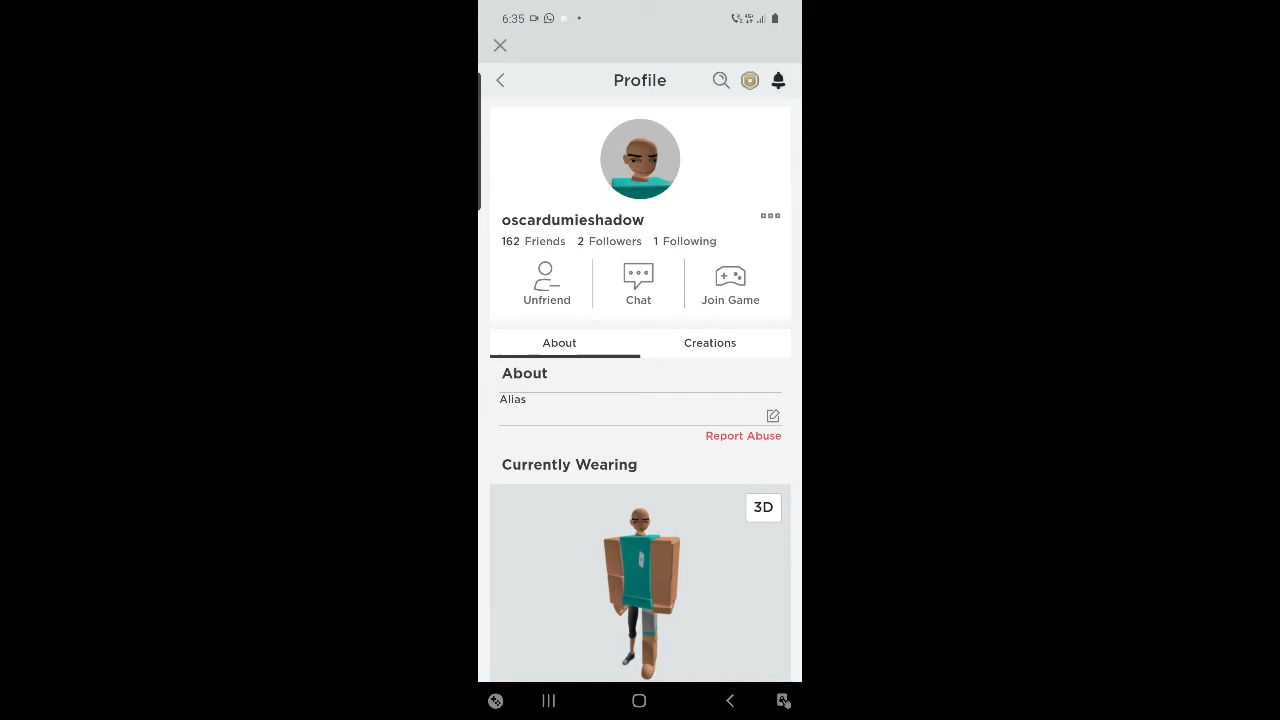 6:35
Profile
oscardumieshadow
162 Friends 2 Followers 1 Following
Unfriend Chat Join Game
About Creations
About
Alias
Report Abuse
Currently Wearing
3D